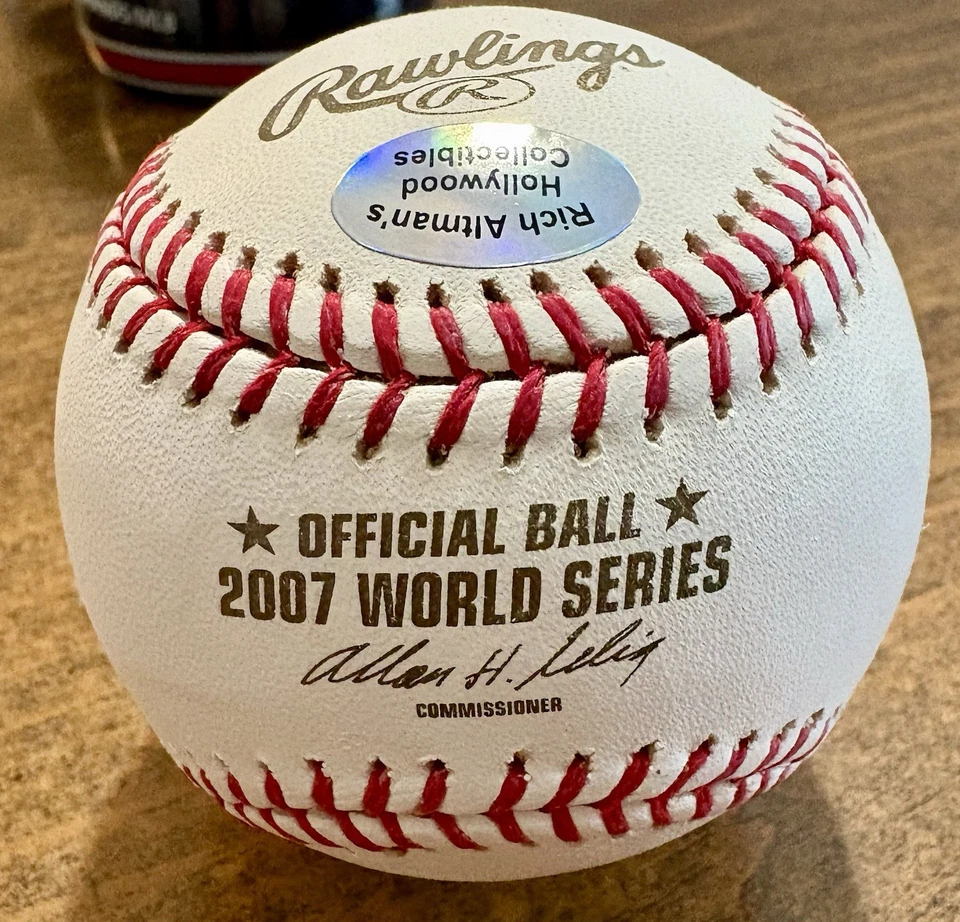 Rawlings
R
Rich Altman's
Hollywood
Collectibles
★ OFFICIAL BALL ★
2007 WORLD SERIES
Allan H. Selig
COMMISSIONER